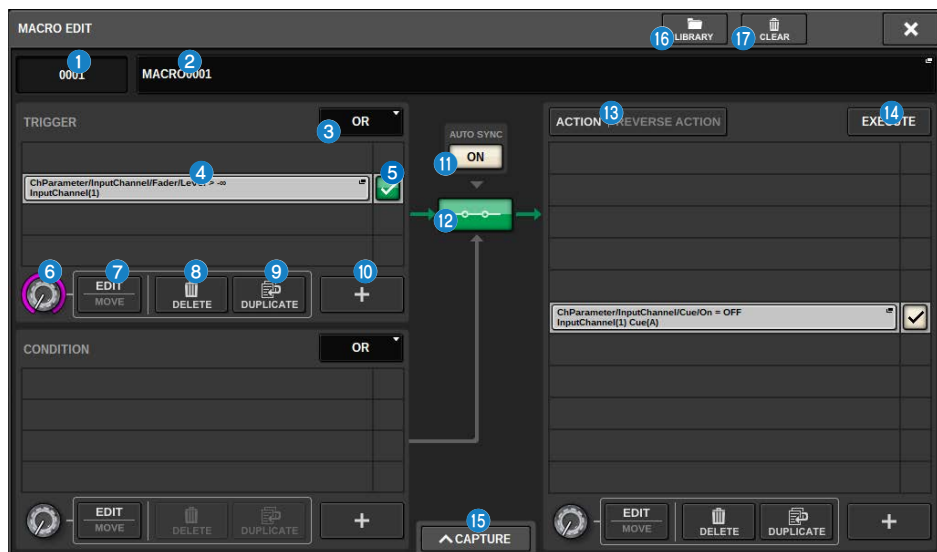 MACRO EDIT
16 LIBRARY
17 CLEAR
1
0001
2
MACRO0001
TRIGGER
3
OR
4
ChParameter/InputChannel/Fader/Level > -∞
InputChannel(1)
5
6
7
EDIT
MOVE
8
DELETE
9
DUPLICATE
10
+
AUTO SYNC
11
ON
12
13
ACTION REVERSE ACTION
14
EXECUTE
ChParameter/InputChannel/Cue/On = OFF
InputChannel(1) Cue(A)
CONDITION
OR
EDIT
MOVE
DELETE
DUPLICATE
+
15
CAPTURE
EDIT
MOVE
DELETE
DUPLICATE
+